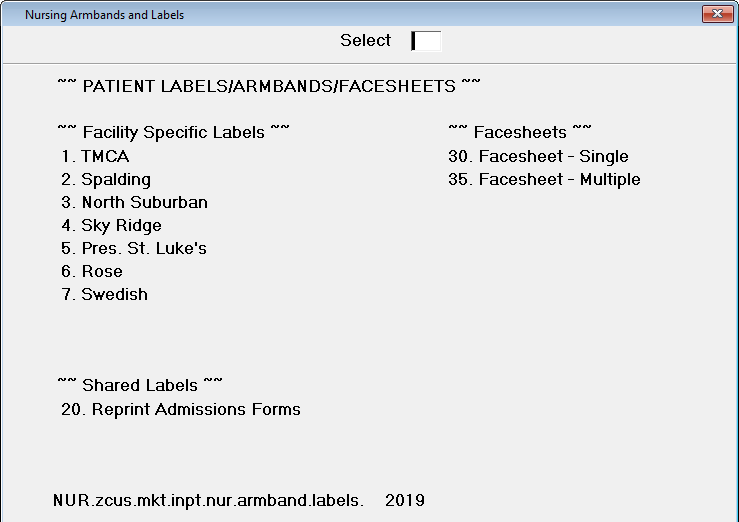 Nursing Armbands and Labels
Select
~~ PATIENT LABELS/ARMBANDS/FACESHEETS ~~
~~ Facility Specific Labels ~~
1. TMCA
2. Spalding
3. North Suburban
4. Sky Ridge
5. Pres. St. Luke's
6. Rose
7. Swedish
~~ Facesheets ~~
30. Facesheet - Single
35. Facesheet - Multiple
~~ Shared Labels ~~
20. Reprint Admissions Forms
NUR.zcus.mkt.inpt.nur.armband.labels. 2019